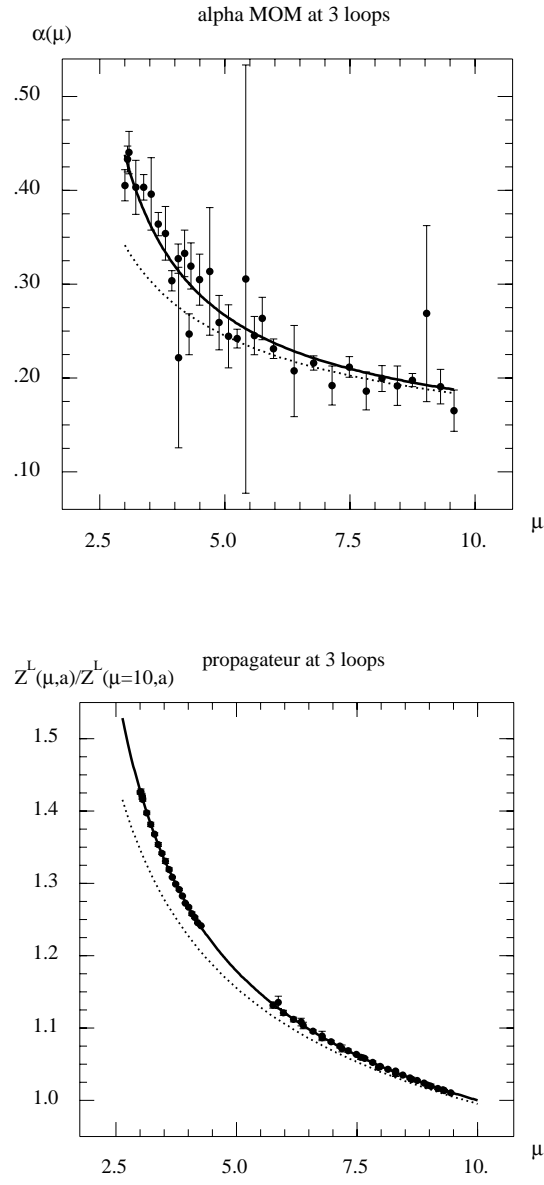 alpha MOM at 3 loops
α(μ)
.50
.40
.30
.20
.10
2.5 5.0 7.5 10.
μ
propagateur at 3 loops
Z^L(μ,a)/Z^L(μ=10,a)
1.5
1.4
1.3
1.2
1.1
1.0
2.5 5.0 7.5 10.
μ